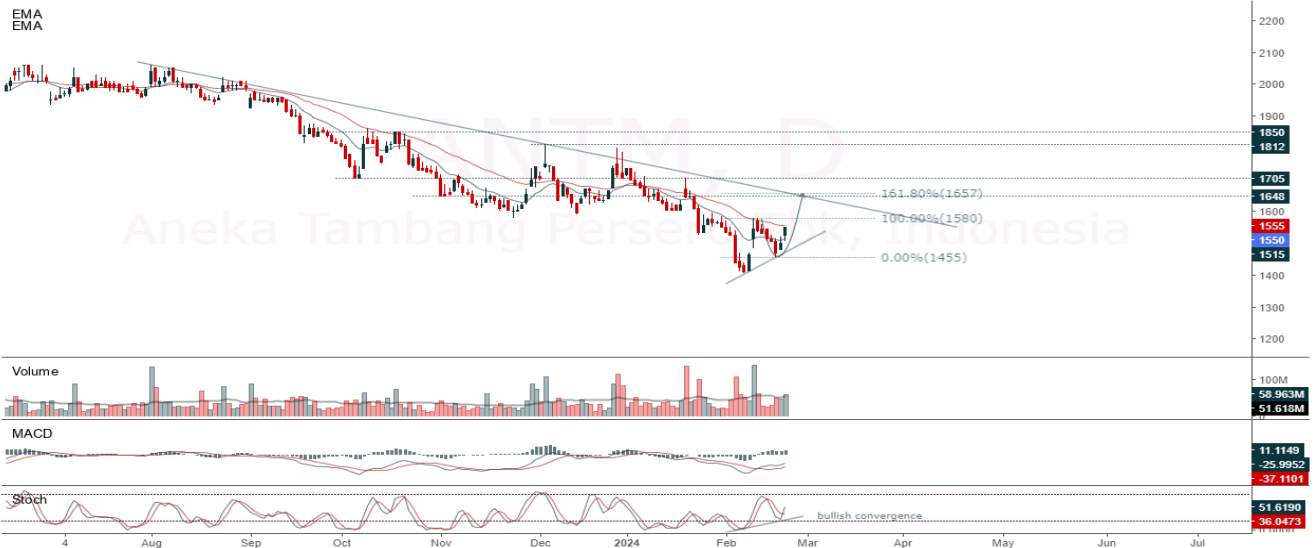 EMA
EMA
ANTM, D
Aneka Tambang Persero Tbk, Indonesia
2200
2100
2000
1900
1850
1812
1705
1648
1600
1555
1550
1515
1400
1300
1200
161.80%(1657)
100.00%(1580)
0.00%(1455)
Volume
100M
58.963M
51.618M
0
MACD
11.1149
-25.9952
-37.1101
Stoch
bullish convergence
51.6190
36.0473
0.0000
4 Aug Sep Oct Nov Dec 2024 Feb Mar Apr May Jun Jul